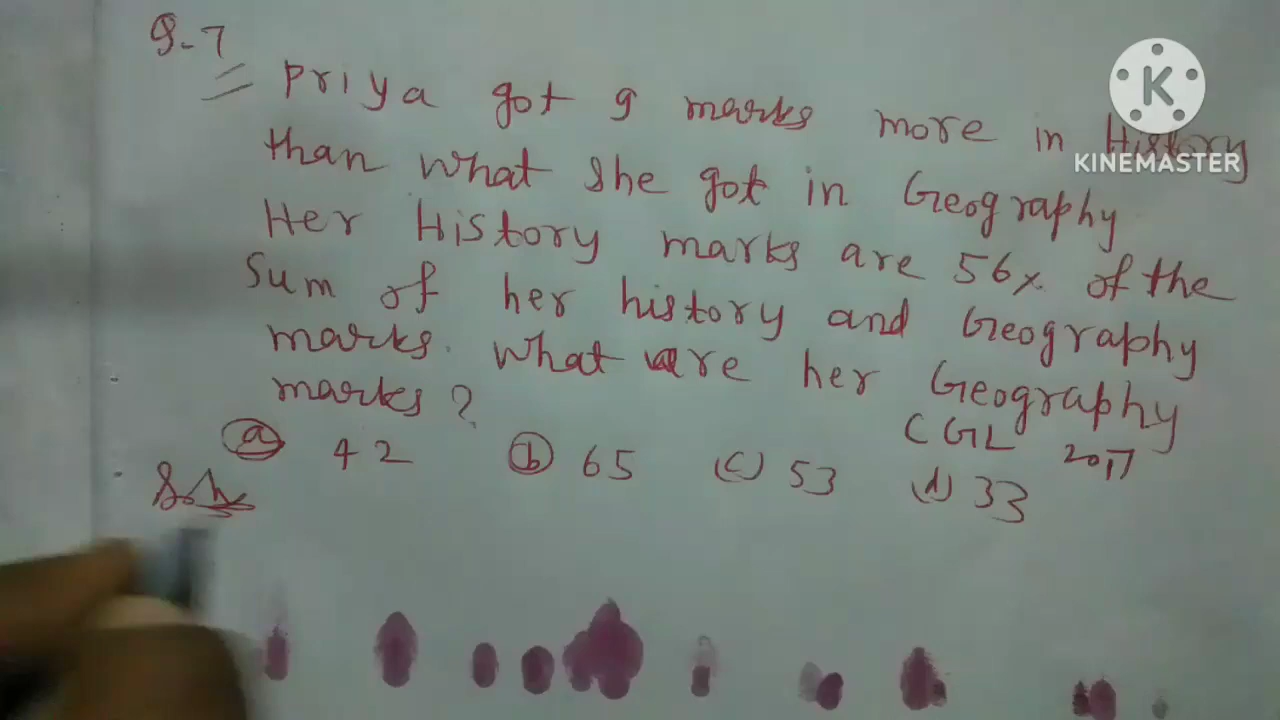 Q-7
Priya got 9 marks more in History
than what she got in Geography
Her History marks are 56% of the
sum of her history and Geography
marks. What are her Geography
marks?
CGL 2017
(a) 42 (b) 65 (c) 53 (d) 33
Soln
KINEMASTER